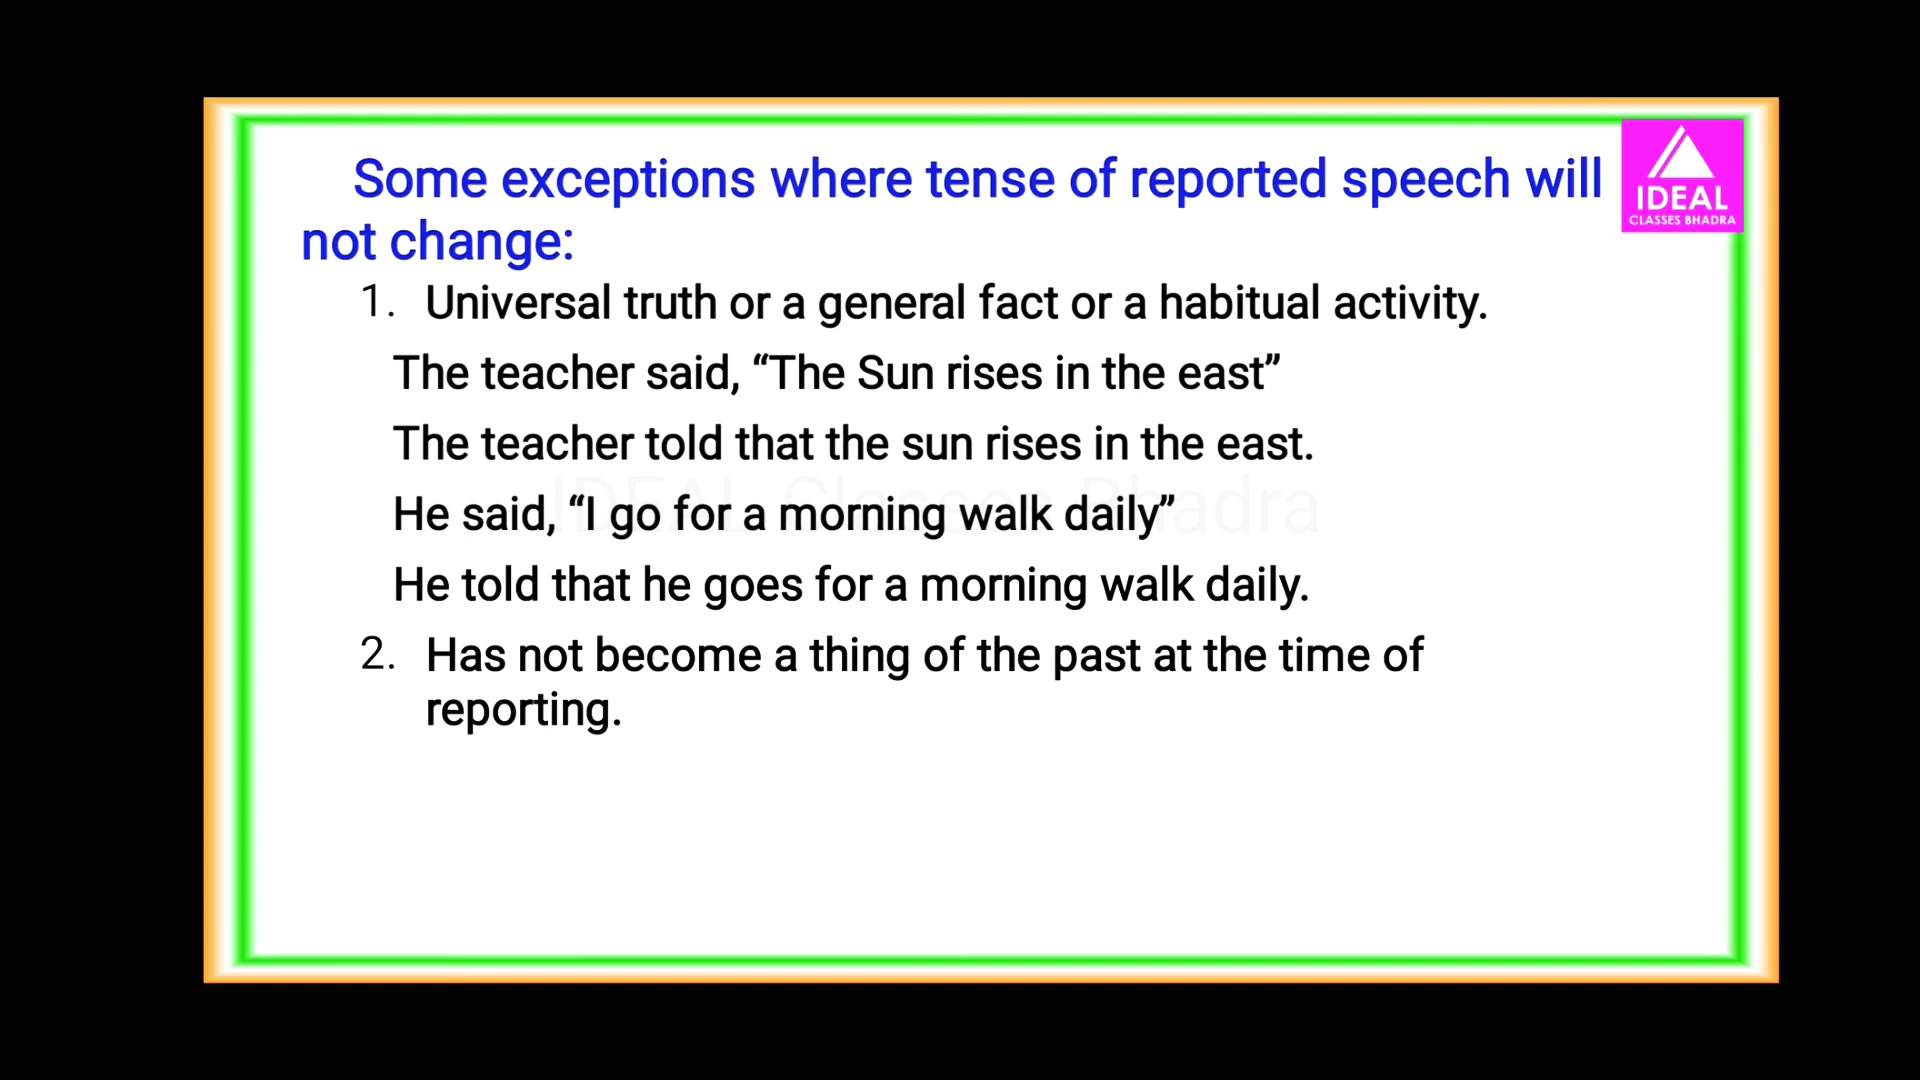 Some exceptions where tense of reported speech will
not change:
IDEAL
CLASSES BHADRA
1. Universal truth or a general fact or a habitual activity.
The teacher said, “The Sun rises in the east”
The teacher told that the sun rises in the east.
IDEAL Classes Bhadra
He said, “I go for a morning walk daily”
He told that he goes for a morning walk daily.
2. Has not become a thing of the past at the time of
reporting.